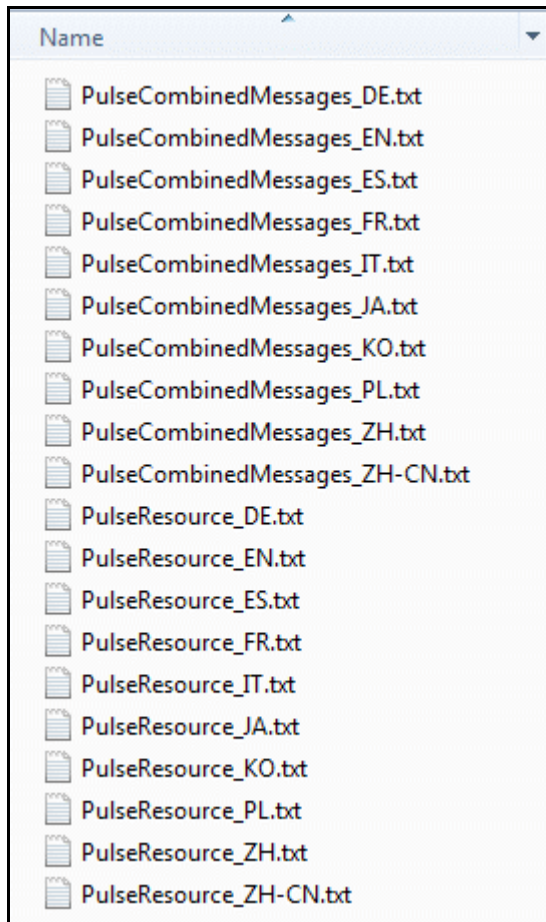 Name
PulseCombinedMessages_DE.txt
PulseCombinedMessages_EN.txt
PulseCombinedMessages_ES.txt
PulseCombinedMessages_FR.txt
PulseCombinedMessages_IT.txt
PulseCombinedMessages_JA.txt
PulseCombinedMessages_KO.txt
PulseCombinedMessages_PL.txt
PulseCombinedMessages_ZH.txt
PulseCombinedMessages_ZH-CN.txt
PulseResource_DE.txt
PulseResource_EN.txt
PulseResource_ES.txt
PulseResource_FR.txt
PulseResource_IT.txt
PulseResource_JA.txt
PulseResource_KO.txt
PulseResource_PL.txt
PulseResource_ZH.txt
PulseResource_ZH-CN.txt